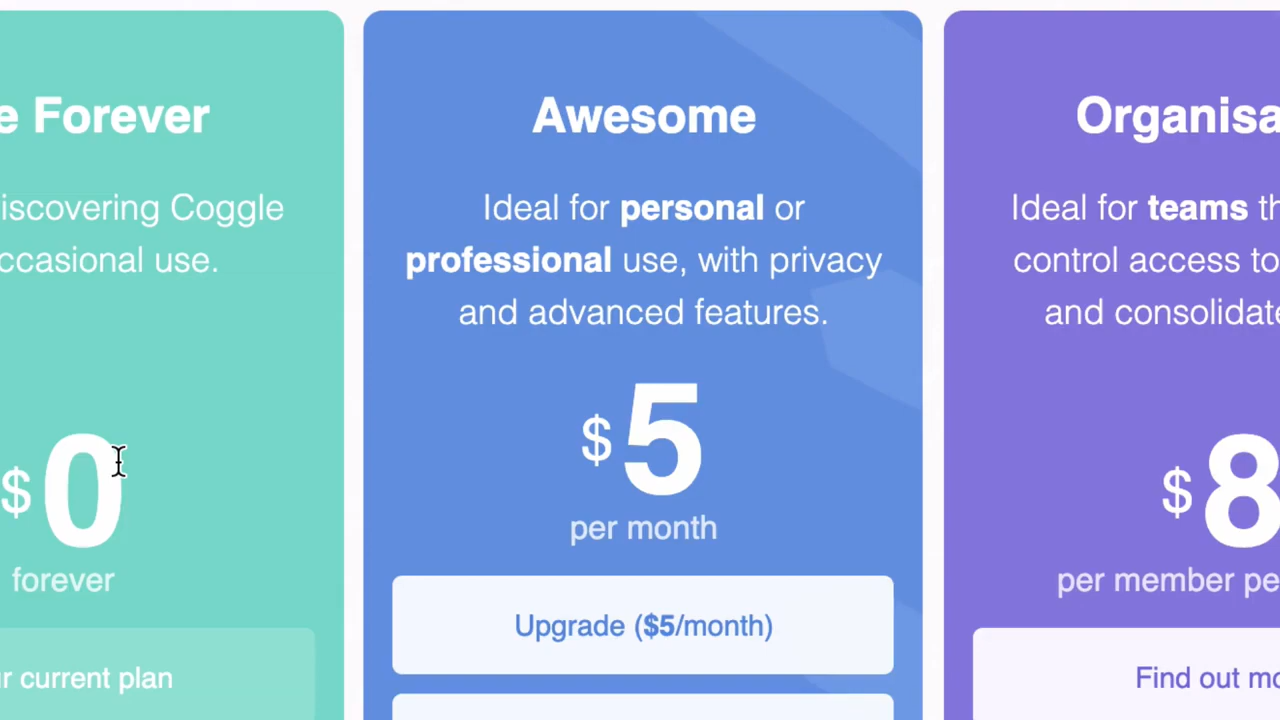 e Forever
iscovering Coggle
ccasional use.
$0
forever
r current plan
Awesome
Ideal for personal or
professional use, with privacy
and advanced features.
$5
per month
Upgrade ($5/month)
Organisa
Ideal for teams th
control access to
and consolidate
$8
per member pe
Find out mo